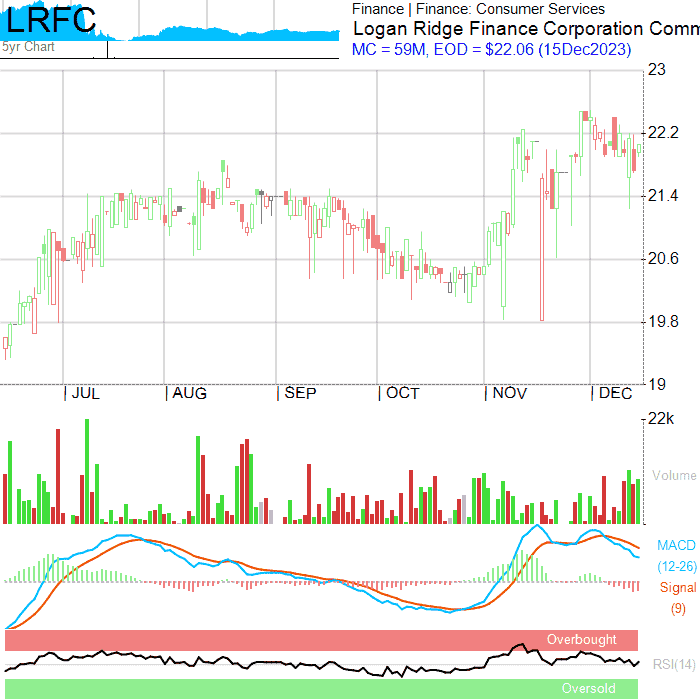 LRFC
5yr Chart
Finance | Finance: Consumer Services
Logan Ridge Finance Corporation Comm
MC = 59M, EOD = $22.06 (15Dec2023)
23
22.2
21.4
20.6
19.8
19
| JUL | AUG | SEP | OCT | NOV | DEC
22k
Volume
MACD
(12-26)
Signal
(9)
Overbought
RSI(14)
Oversold